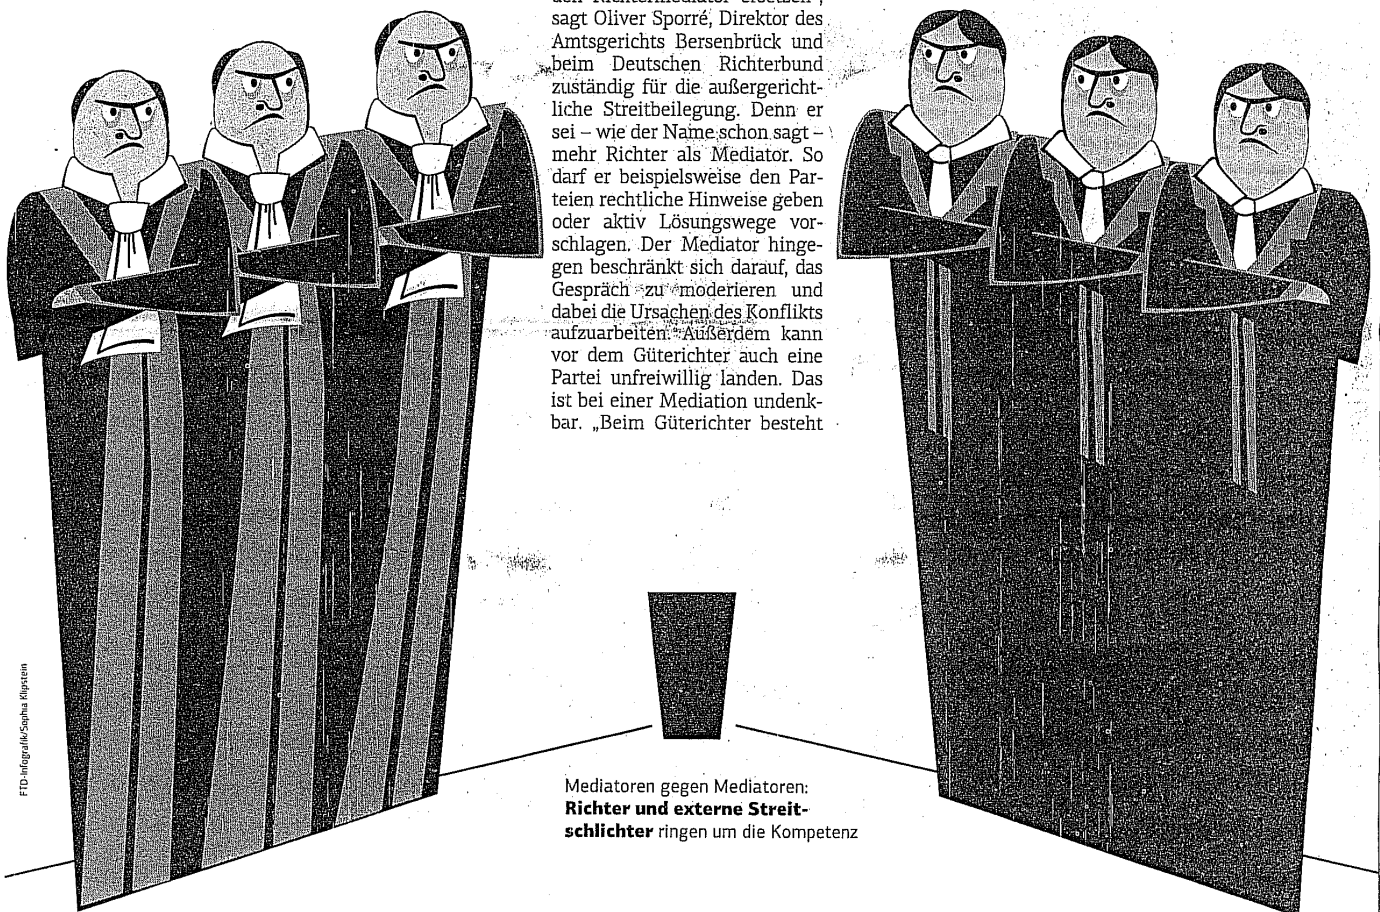 den Richtermediator ersetzen“,
sagt Oliver Sporré, Direktor des
Amtsgerichts Bersenbrück und
beim Deutschen Richterbund
zuständig für die außergericht-
liche Streitbeilegung. Denn er
sei – wie der Name schon sagt –
mehr Richter als Mediator. So
darf er beispielsweise den Par-
teien rechtliche Hinweise geben
oder aktiv Lösungswege vor-
schlagen. Der Mediator hinge-
gen beschränkt sich darauf, das
Gespräch zu moderieren und
dabei die Ursachen des Konflikts
aufzuarbeiten. Außerdem kann
vor dem Güterichter auch eine
Partei unfreiwillig landen. Das
ist bei einer Mediation undenk-
bar. „Beim Güterichter besteht
Mediatoren gegen Mediatoren:
Richter und externe Streit-
schlichter ringen um die Kompetenz
FTD-Infografik/Sophia Klipstein